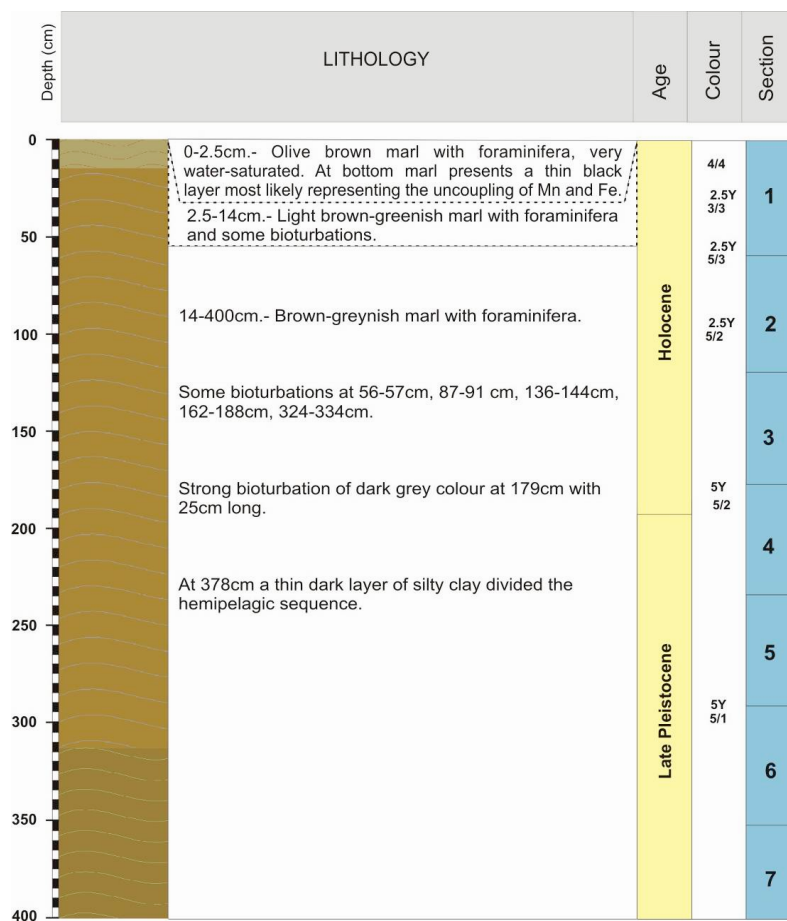 Depth (cm)
LITHOLOGY
Age
Colour
Section
0
50
100
150
200
250
300
350
400
0-2.5cm.- Olive brown marl with foraminifera, very
water-saturated. At bottom marl presents a thin black
layer most likely representing the uncoupling of Mn and Fe.
2.5-14cm.- Light brown-greenish marl with foraminifera
and some bioturbations.
14-400cm.- Brown-greynish marl with foraminifera.
Some bioturbations at 56-57cm, 87-91 cm, 136-144cm,
162-188cm, 324-334cm.
Strong bioturbation of dark grey colour at 179cm with
25cm long.
At 378cm a thin dark layer of silty clay divided the
hemipelagic sequence.
Holocene
Late Pleistocene
4/4
2.5Y
3/3
2.5Y
5/3
2.5Y
5/2
5Y
5/2
5Y
5/1
1
2
3
4
5
6
7